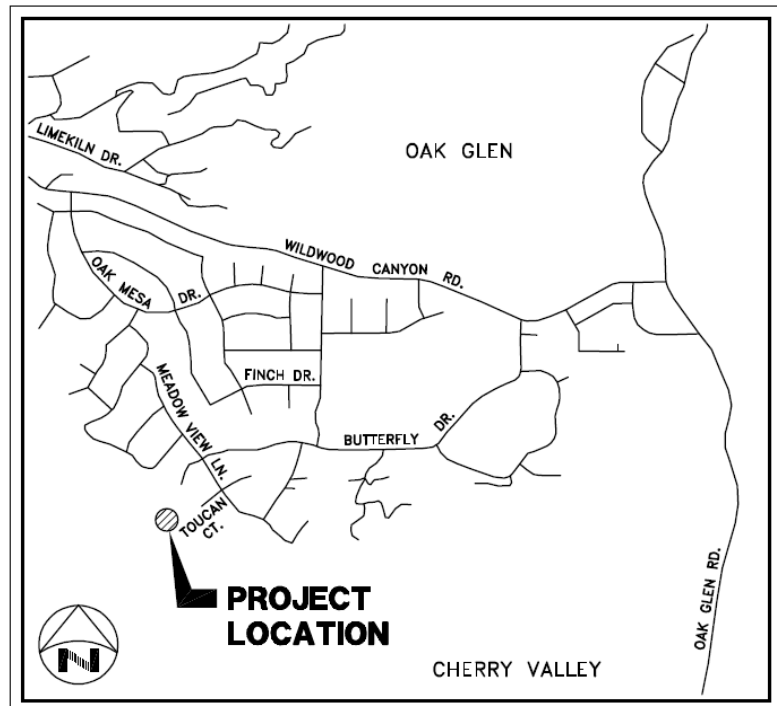 LIMEKILN DR.
OAK GLEN
WILDWOOD CANYON RD.
OAK MESA DR.
FINCH DR.
MEADOW VIEW LN.
BUTTERFLY DR.
TOUCAN CT.
OAK GLEN RD.
PROJECT
LOCATION
N
CHERRY VALLEY